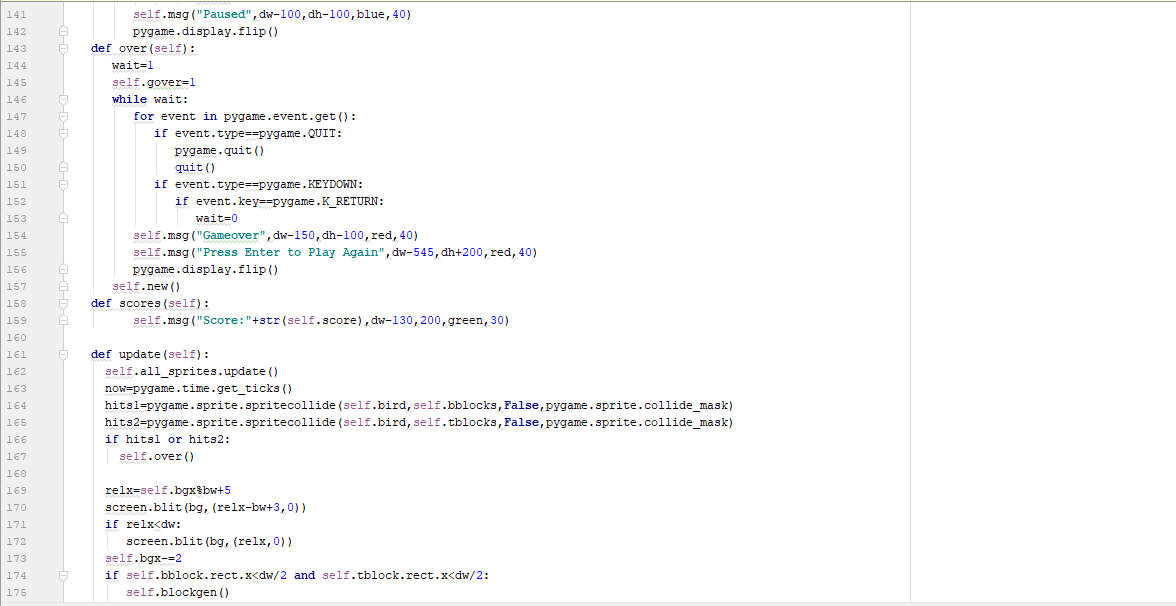 141 self.msg("Paused",dw-100,dh-100,blue,40)
142 pygame.display.flip()
143 def over(self):
144 wait=1
145 self.gover=1
146 while wait:
147 for event in pygame.event.get():
148 if event.type==pygame.QUIT:
149 pygame.quit()
150 quit()
151 if event.type==pygame.KEYDOWN:
152 if event.key==pygame.K_RETURN:
153 wait=0
154 self.msg("Gameover",dw-150,dh-100,red,40)
155 self.msg("Press Enter to Play Again",dw-545,dh+200,red,40)
156 pygame.display.flip()
157 self.new()
158 def scores(self):
159 self.msg("Score:"+str(self.score),dw-130,200,green,30)
160
161 def update(self):
162 self.all_sprites.update()
163 now=pygame.time.get_ticks()
164 hits1=pygame.sprite.spritecollide(self.bird,self.bblocks,False,pygame.sprite.collide_mask)
165 hits2=pygame.sprite.spritecollide(self.bird,self.tblocks,False,pygame.sprite.collide_mask)
166 if hits1 or hits2:
167 self.over()
168
169 relx=self.bgx%bw+5
170 screen.blit(bg,(relx-bw+3,0))
171 if relx<dw:
172 screen.blit(bg,(relx,0))
173 self.bgx-=2
174 if self.bblock.rect.x<dw/2 and self.tblock.rect.x<dw/2:
175 self.blockgen()